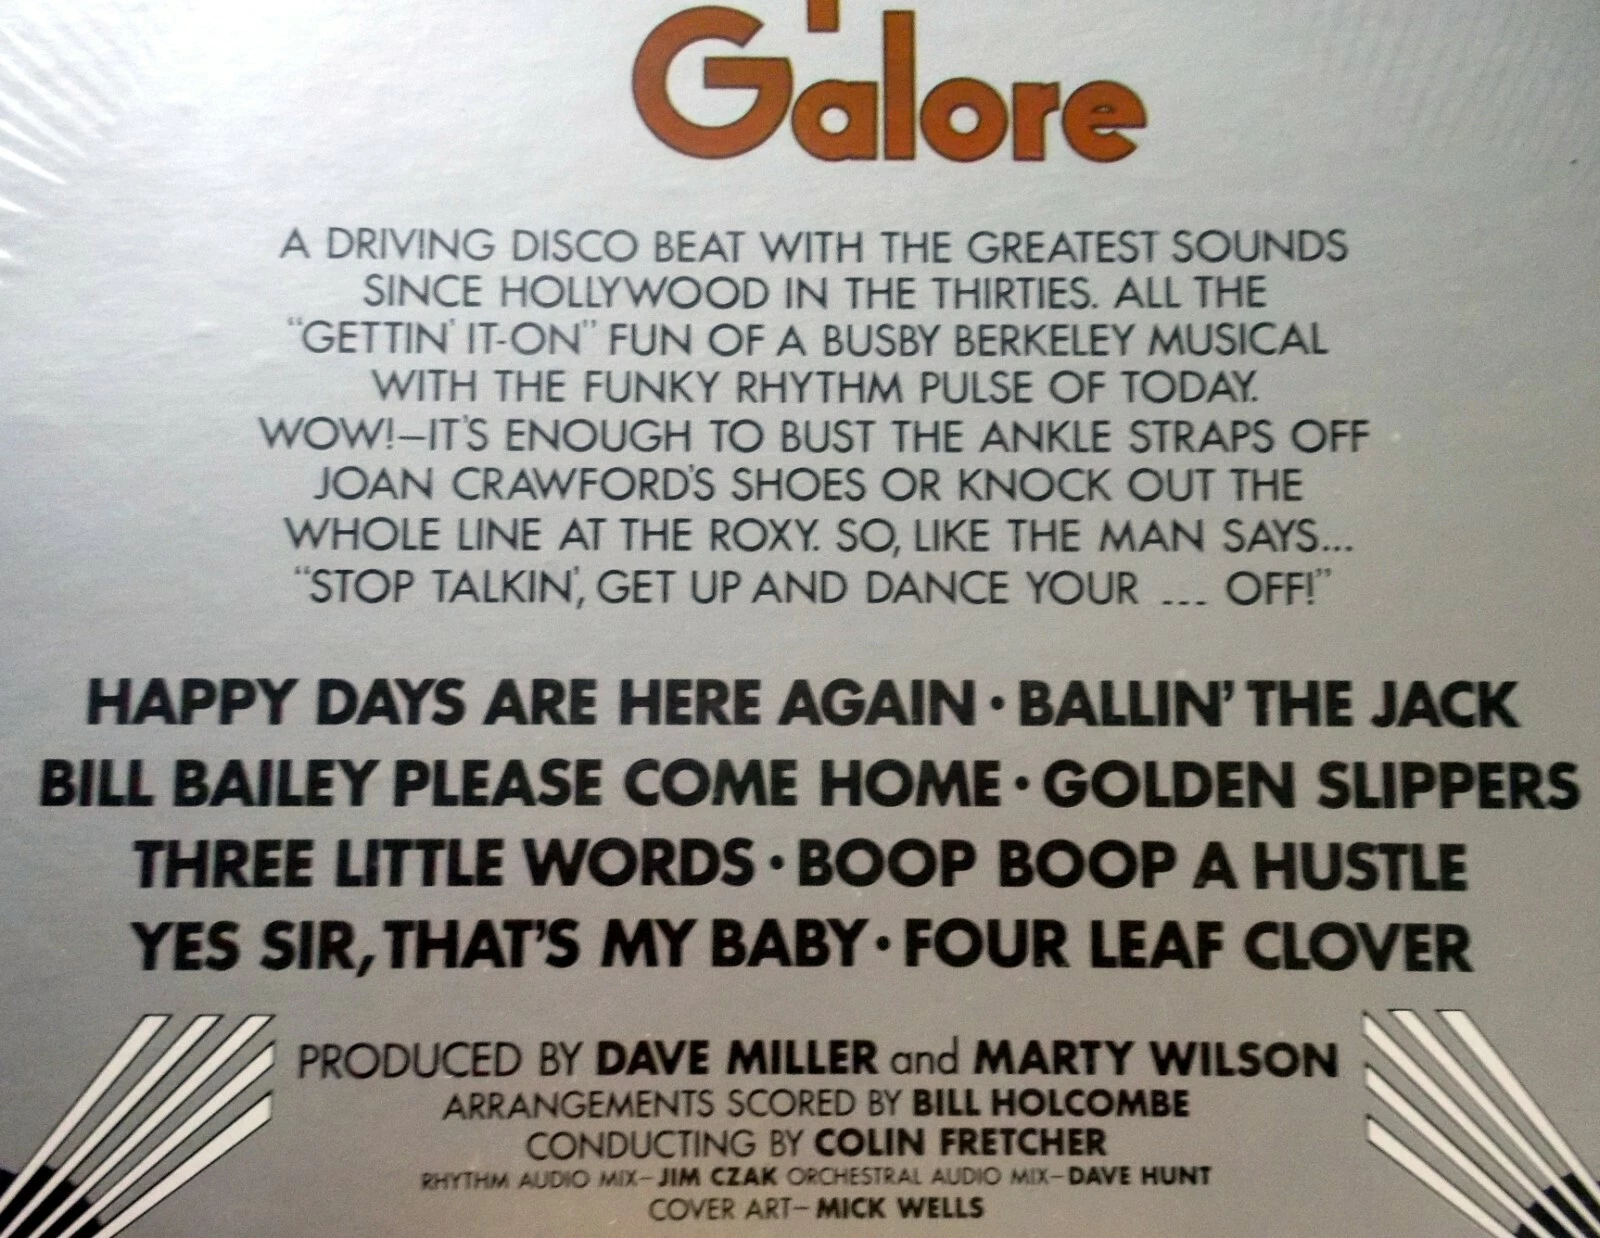 Galore
A DRIVING DISCO BEAT WITH THE GREATEST SOUNDS
SINCE HOLLYWOOD IN THE THIRTIES. ALL THE
"GETTIN' IT-ON" FUN OF A BUSBY BERKELEY MUSICAL
WITH THE FUNKY RHYTHM PULSE OF TODAY.
WOW!—IT'S ENOUGH TO BUST THE ANKLE STRAPS OFF
JOAN CRAWFORD'S SHOES OR KNOCK OUT THE
WHOLE LINE AT THE ROXY. SO, LIKE THE MAN SAYS...
"STOP TALKIN', GET UP AND DANCE YOUR ... OFF!"
HAPPY DAYS ARE HERE AGAIN • BALLIN' THE JACK
BILL BAILEY PLEASE COME HOME • GOLDEN SLIPPERS
THREE LITTLE WORDS • BOOP BOOP A HUSTLE
YES SIR, THAT'S MY BABY • FOUR LEAF CLOVER
PRODUCED BY DAVE MILLER and MARTY WILSON
ARRANGEMENTS SCORED BY BILL HOLCOMBE
CONDUCTING BY COLIN FRETCHER
RHYTHM AUDIO MIX—JIM CZAK ORCHESTRAL AUDIO MIX—DAVE HUNT
COVER ART—MICK WELLS